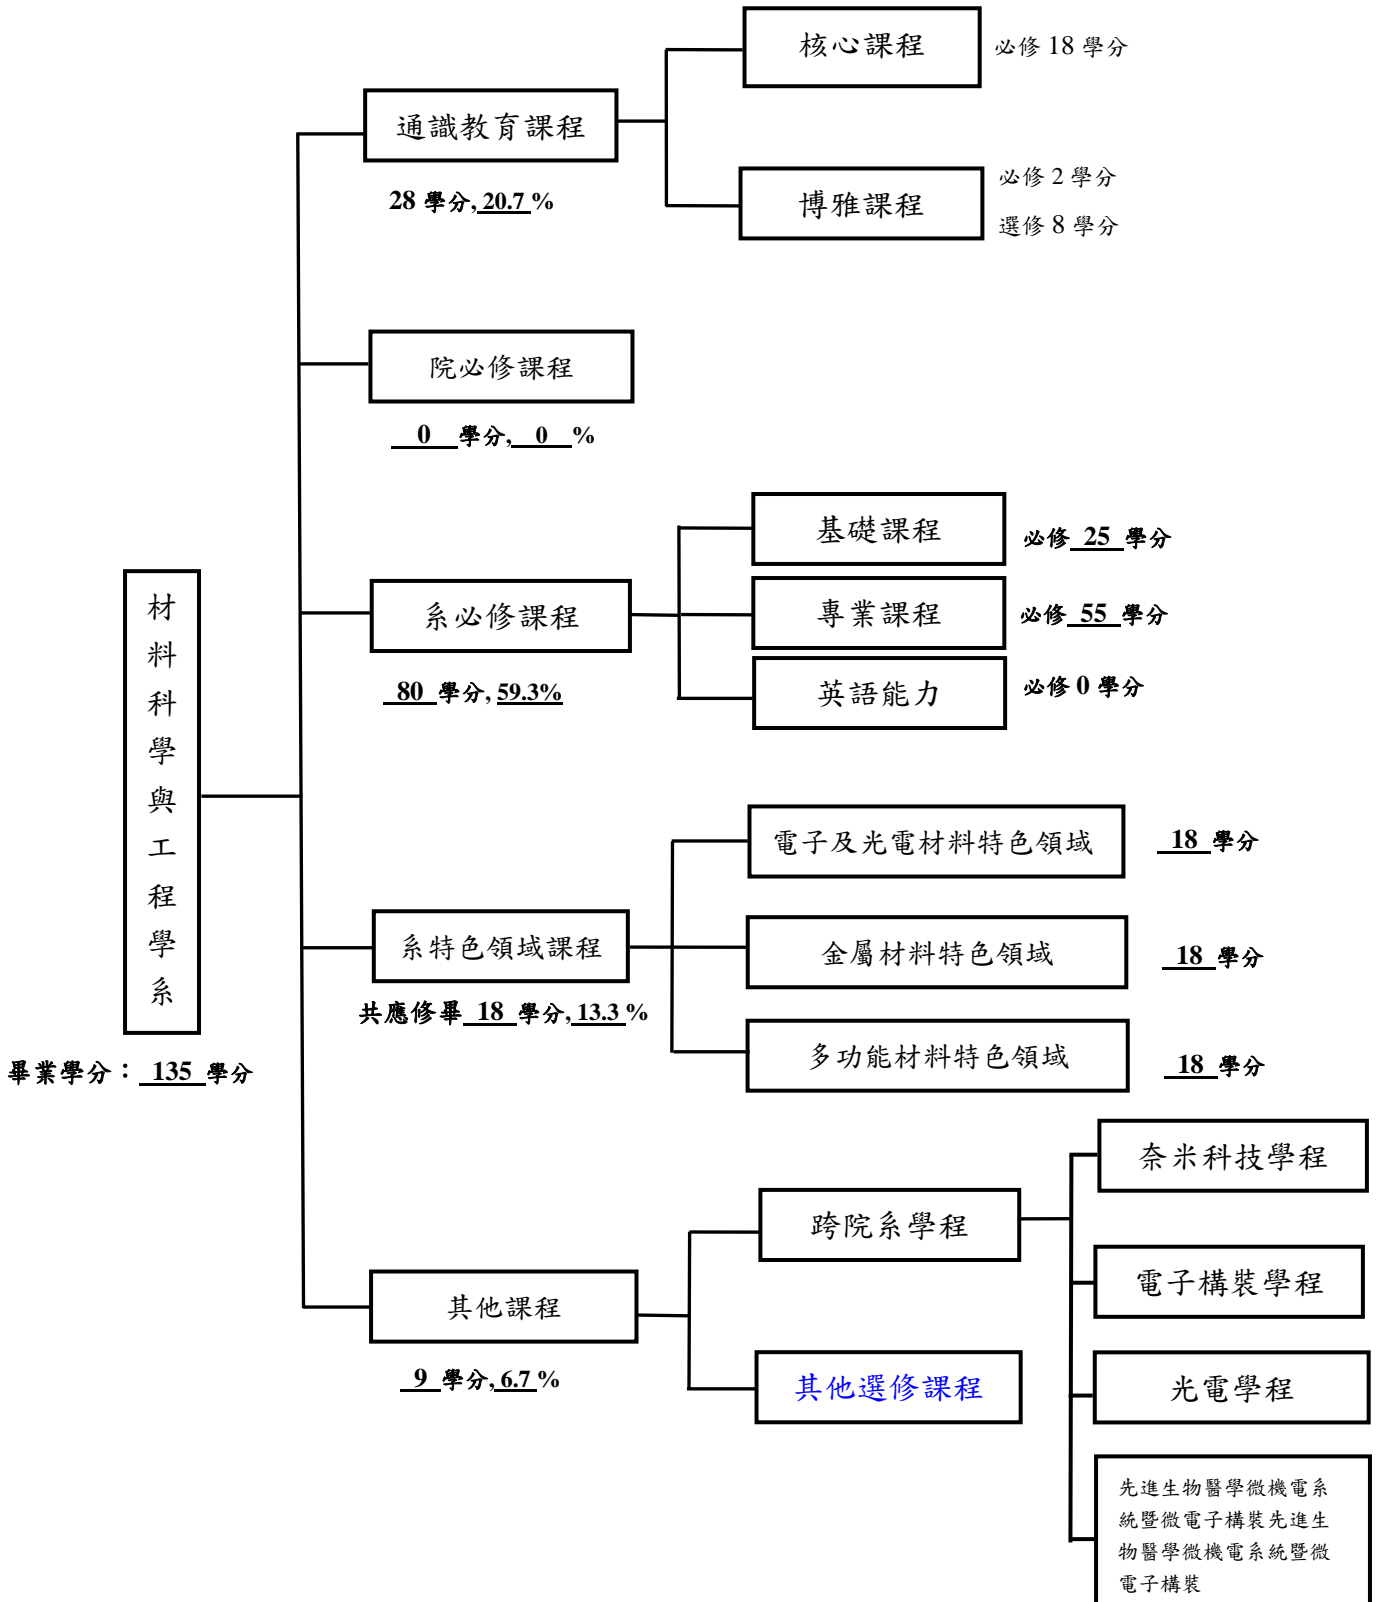 核心課程
必修 18 學分
通識教育課程
28 學分, 20.7 %
博雅課程
必修 2 學分
選修 8 學分
院必修課程
0 學分, 0 %
材料科學與工程學系
畢業學分： 135 學分
系必修課程
80 學分, 59.3%
基礎課程
必修 25 學分
專業課程
必修 55 學分
英語能力
必修 0 學分
系特色領域課程
共應修畢 18 學分, 13.3 %
電子及光電材料特色領域
18 學分
金屬材料特色領域
18 學分
多功能材料特色領域
18 學分
其他課程
9 學分, 6.7 %
跨院系學程
其他選修課程
奈米科技學程
電子構裝學程
光電學程
先進生物醫學微機電系
統暨微電子構裝先進生
物醫學微機電系統暨微
電子構裝